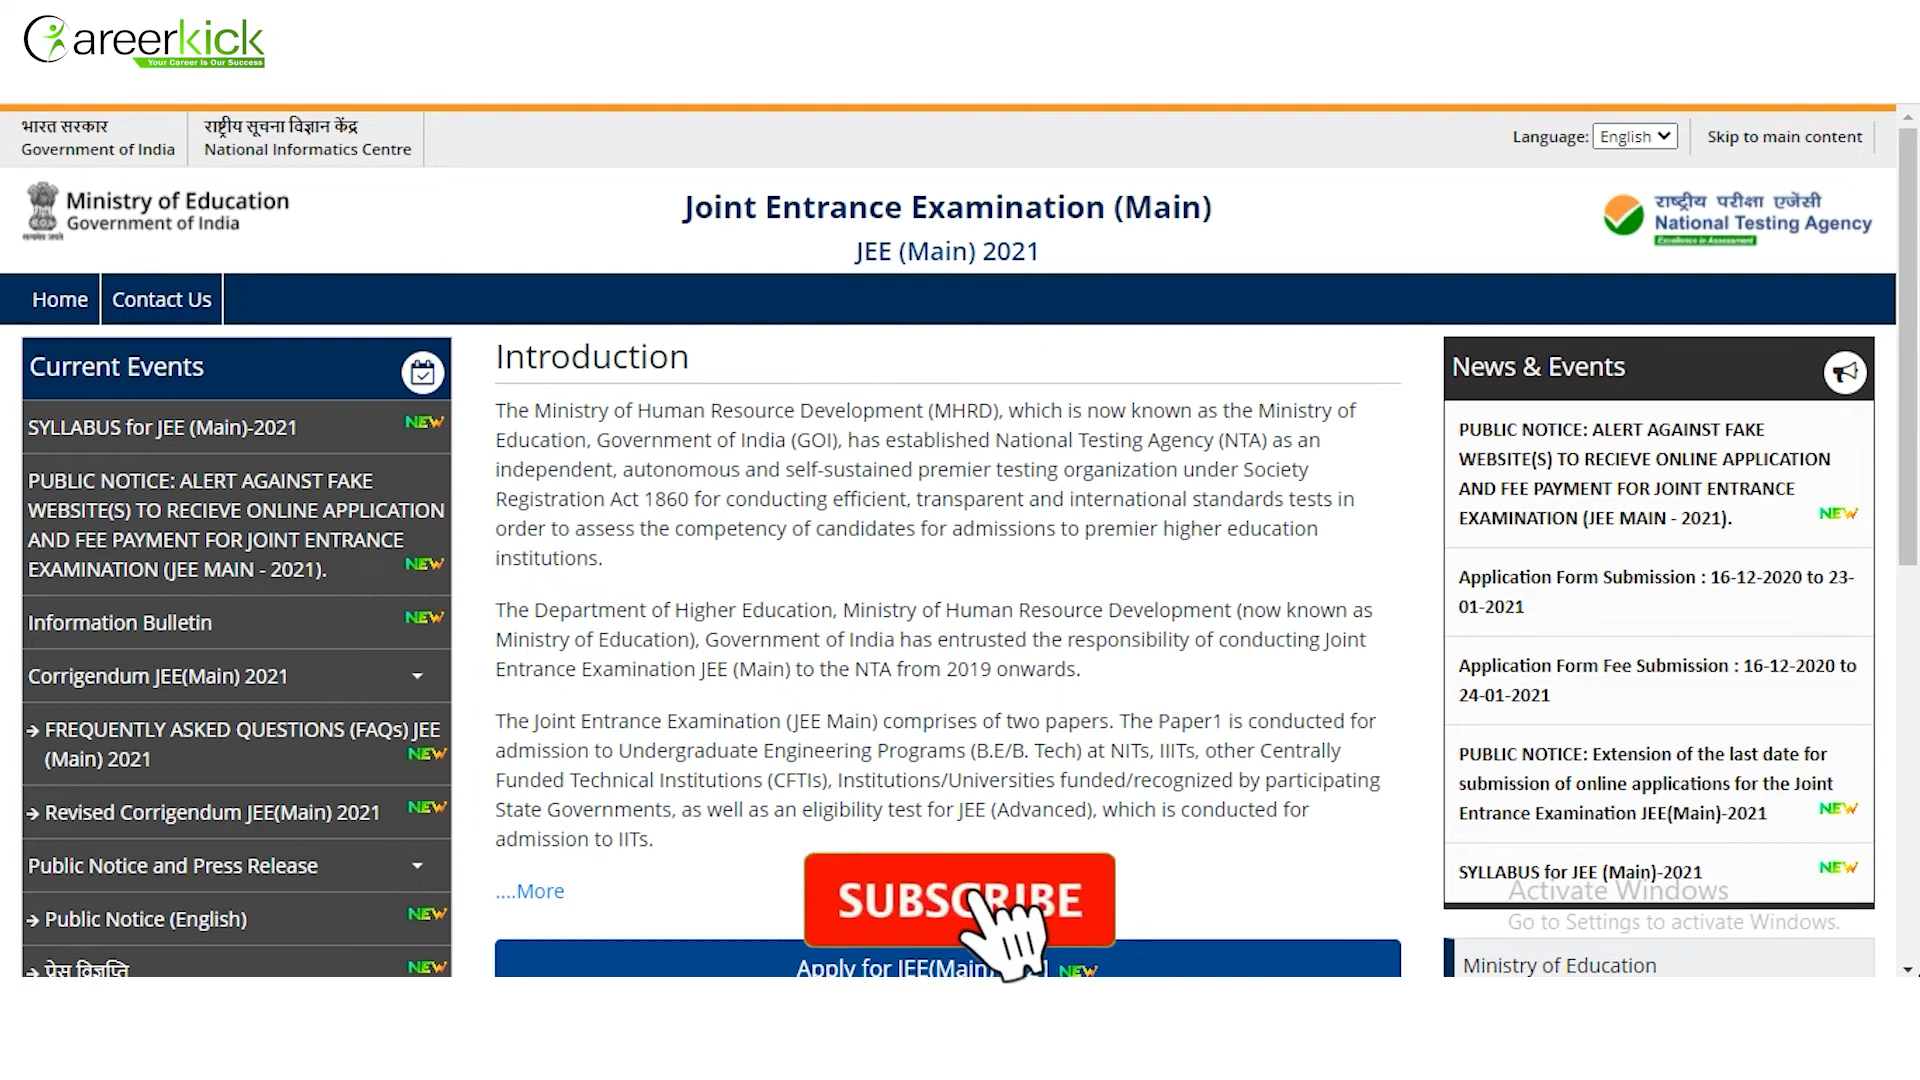 Careerkick
Your Career Is Our Success
भारत सरकार
Government of India
राष्ट्रीय सूचना विज्ञान केंद्र
National Informatics Centre
Language: English
Skip to main content
Ministry of Education
Government of India
सत्यमेव जयते
Joint Entrance Examination (Main)
JEE (Main) 2021
राष्ट्रीय परीक्षा एजेंसी
National Testing Agency
Excellence in Assessment
Home
Contact Us
Current Events
SYLLABUS for JEE (Main)-2021 NEW
PUBLIC NOTICE: ALERT AGAINST FAKE
WEBSITE(S) TO RECIEVE ONLINE APPLICATION
AND FEE PAYMENT FOR JOINT ENTRANCE
EXAMINATION (JEE MAIN - 2021). NEW
Information Bulletin NEW
Corrigendum JEE(Main) 2021
FREQUENTLY ASKED QUESTIONS (FAQs) JEE
(Main) 2021 NEW
Revised Corrigendum JEE(Main) 2021 NEW
Public Notice and Press Release
Public Notice (English) NEW
प्रेस विज्ञप्ति NEW
Introduction
The Ministry of Human Resource Development (MHRD), which is now known as the Ministry of
Education, Government of India (GOI), has established National Testing Agency (NTA) as an
independent, autonomous and self-sustained premier testing organization under Society
Registration Act 1860 for conducting efficient, transparent and international standards tests in
order to assess the competency of candidates for admissions to premier higher education
institutions.
The Department of Higher Education, Ministry of Human Resource Development (now known as
Ministry of Education), Government of India has entrusted the responsibility of conducting Joint
Entrance Examination JEE (Main) to the NTA from 2019 onwards.
The Joint Entrance Examination (JEE Main) comprises of two papers. The Paper1 is conducted for
admission to Undergraduate Engineering Programs (B.E/B. Tech) at NITs, IIITs, other Centrally
Funded Technical Institutions (CFTIs), Institutions/Universities funded/recognized by participating
State Governments, as well as an eligibility test for JEE (Advanced), which is conducted for
admission to IITs.
....More
SUBSCRIBE
Apply for JEE(Main) NEW
News & Events
PUBLIC NOTICE: ALERT AGAINST FAKE
WEBSITE(S) TO RECIEVE ONLINE APPLICATION
AND FEE PAYMENT FOR JOINT ENTRANCE
EXAMINATION (JEE MAIN - 2021). NEW
Application Form Submission : 16-12-2020 to 23-
01-2021
Application Form Fee Submission : 16-12-2020 to
24-01-2021
PUBLIC NOTICE: Extension of the last date for
submission of online applications for the Joint
Entrance Examination JEE(Main)-2021 NEW
SYLLABUS for JEE (Main)-2021 NEW
Activate Windows
Go to Settings to activate Windows.
Ministry of Education